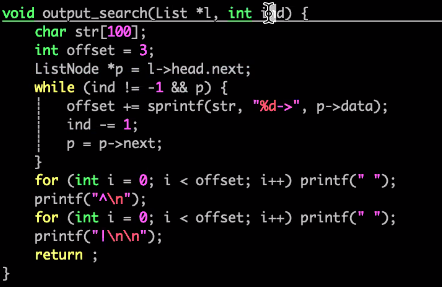 void output_search(List *l, int ind) {
    char str[100];
    int offset = 3;
    ListNode *p = l->head.next;
    while (ind != -1 && p) {
        offset += sprintf(str, "%d->", p->data);
        ind -= 1;
        p = p->next;
    }
    for (int i = 0; i < offset; i++) printf(" ");
    printf("^\n");
    for (int i = 0; i < offset; i++) printf(" ");
    printf("|\n\n");
    return ;
}